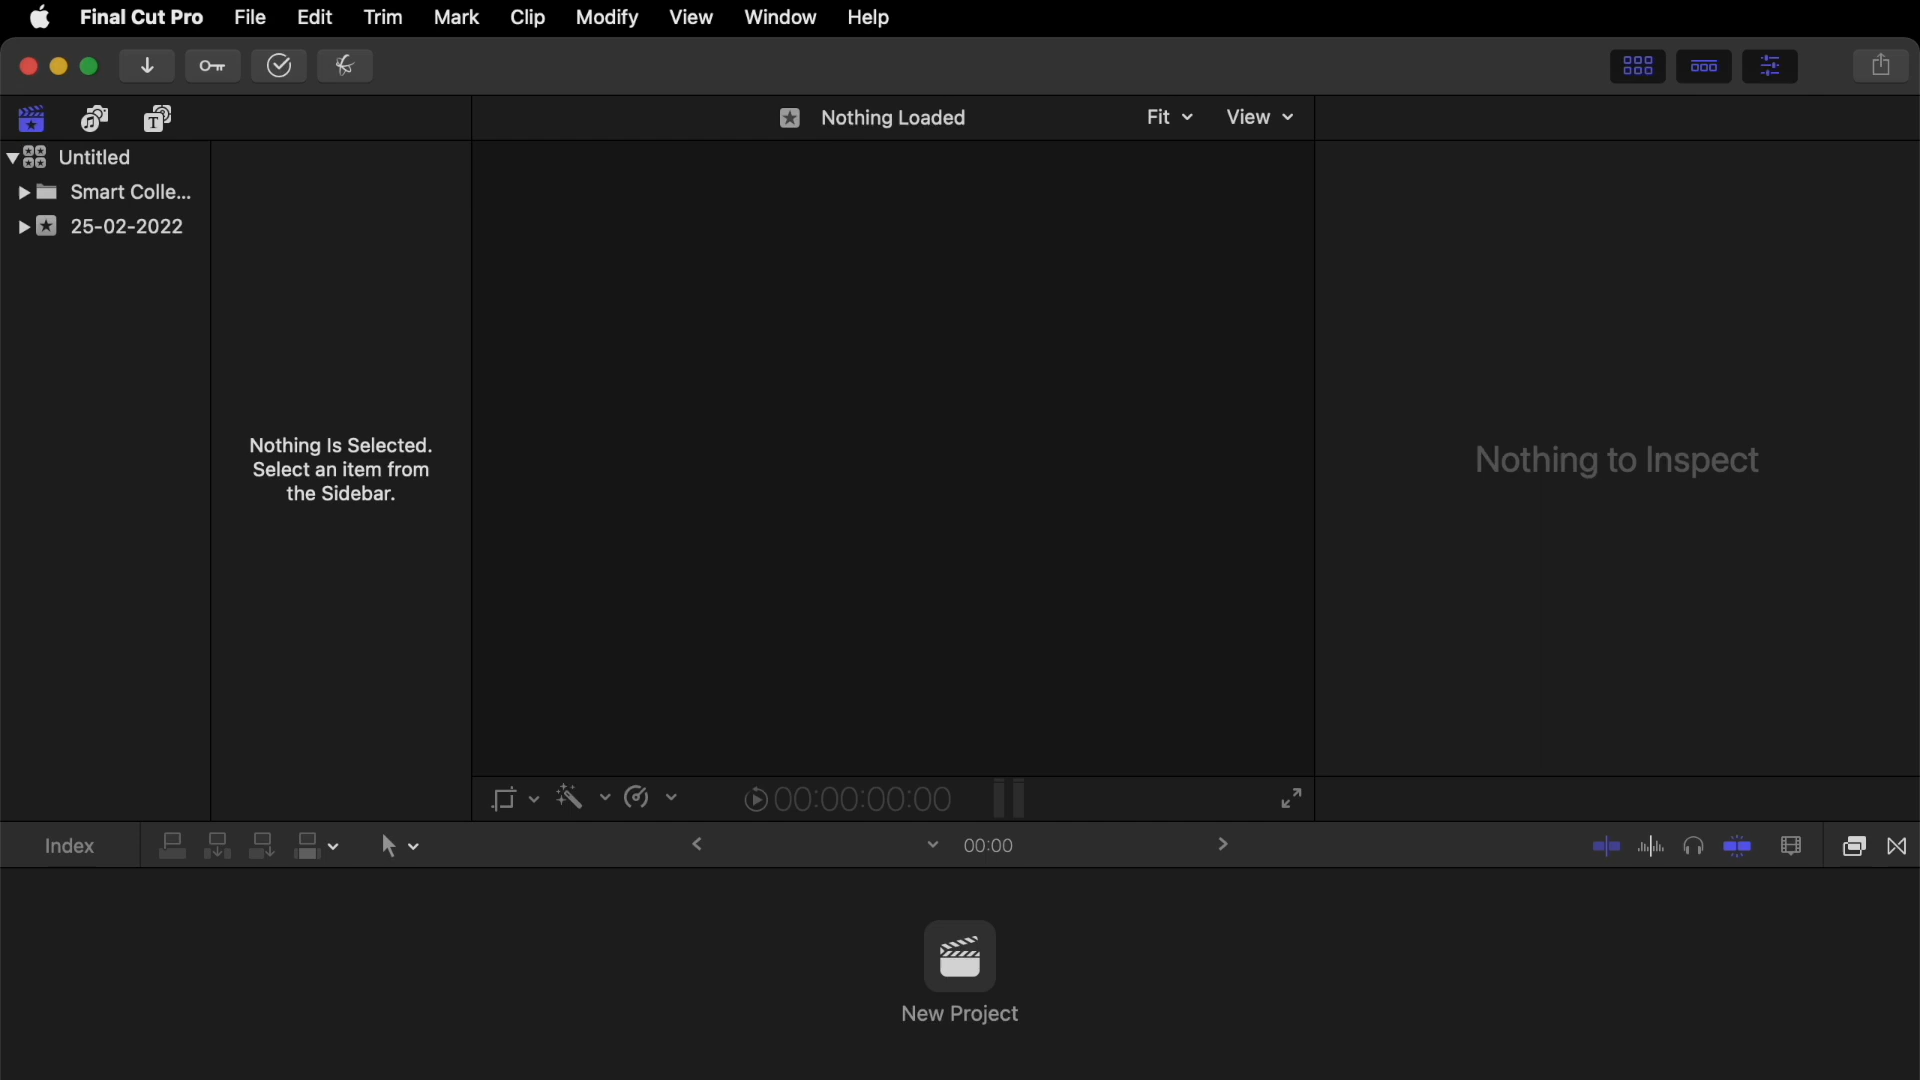 Final Cut Pro File Edit Trim Mark Clip Modify View Window Help
Nothing Loaded Fit View
Untitled
Smart Colle...
25-02-2022
Nothing Is Selected.
Select an item from
the Sidebar.
Nothing to Inspect
00:00:00:00
Index 00:00
New Project